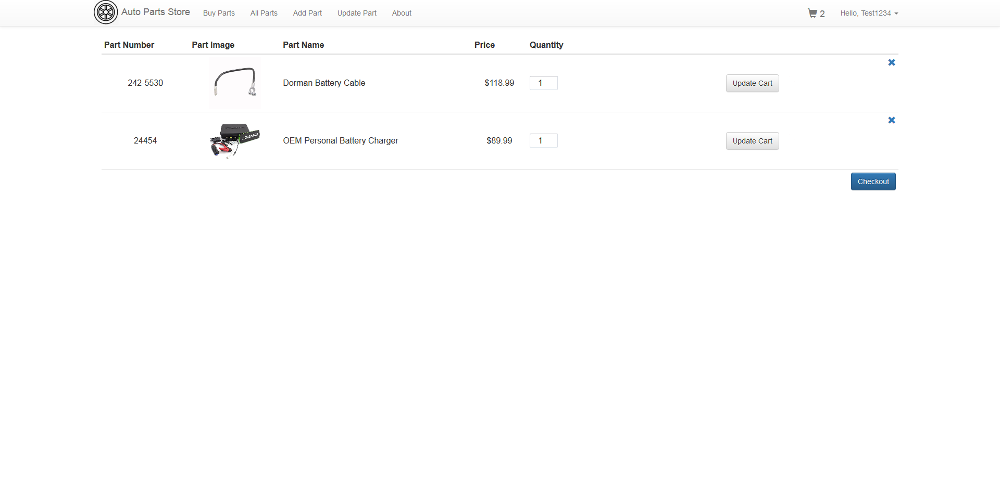 Auto Parts Store Buy Parts All Parts Add Part Update Part About 2 Hello, Test1234
Part Number Part Image Part Name Price Quantity
242-5530 Dorman Battery Cable $118.99 1 Update Cart
24454 OEM Personal Battery Charger $89.99 1 Update Cart
Checkout